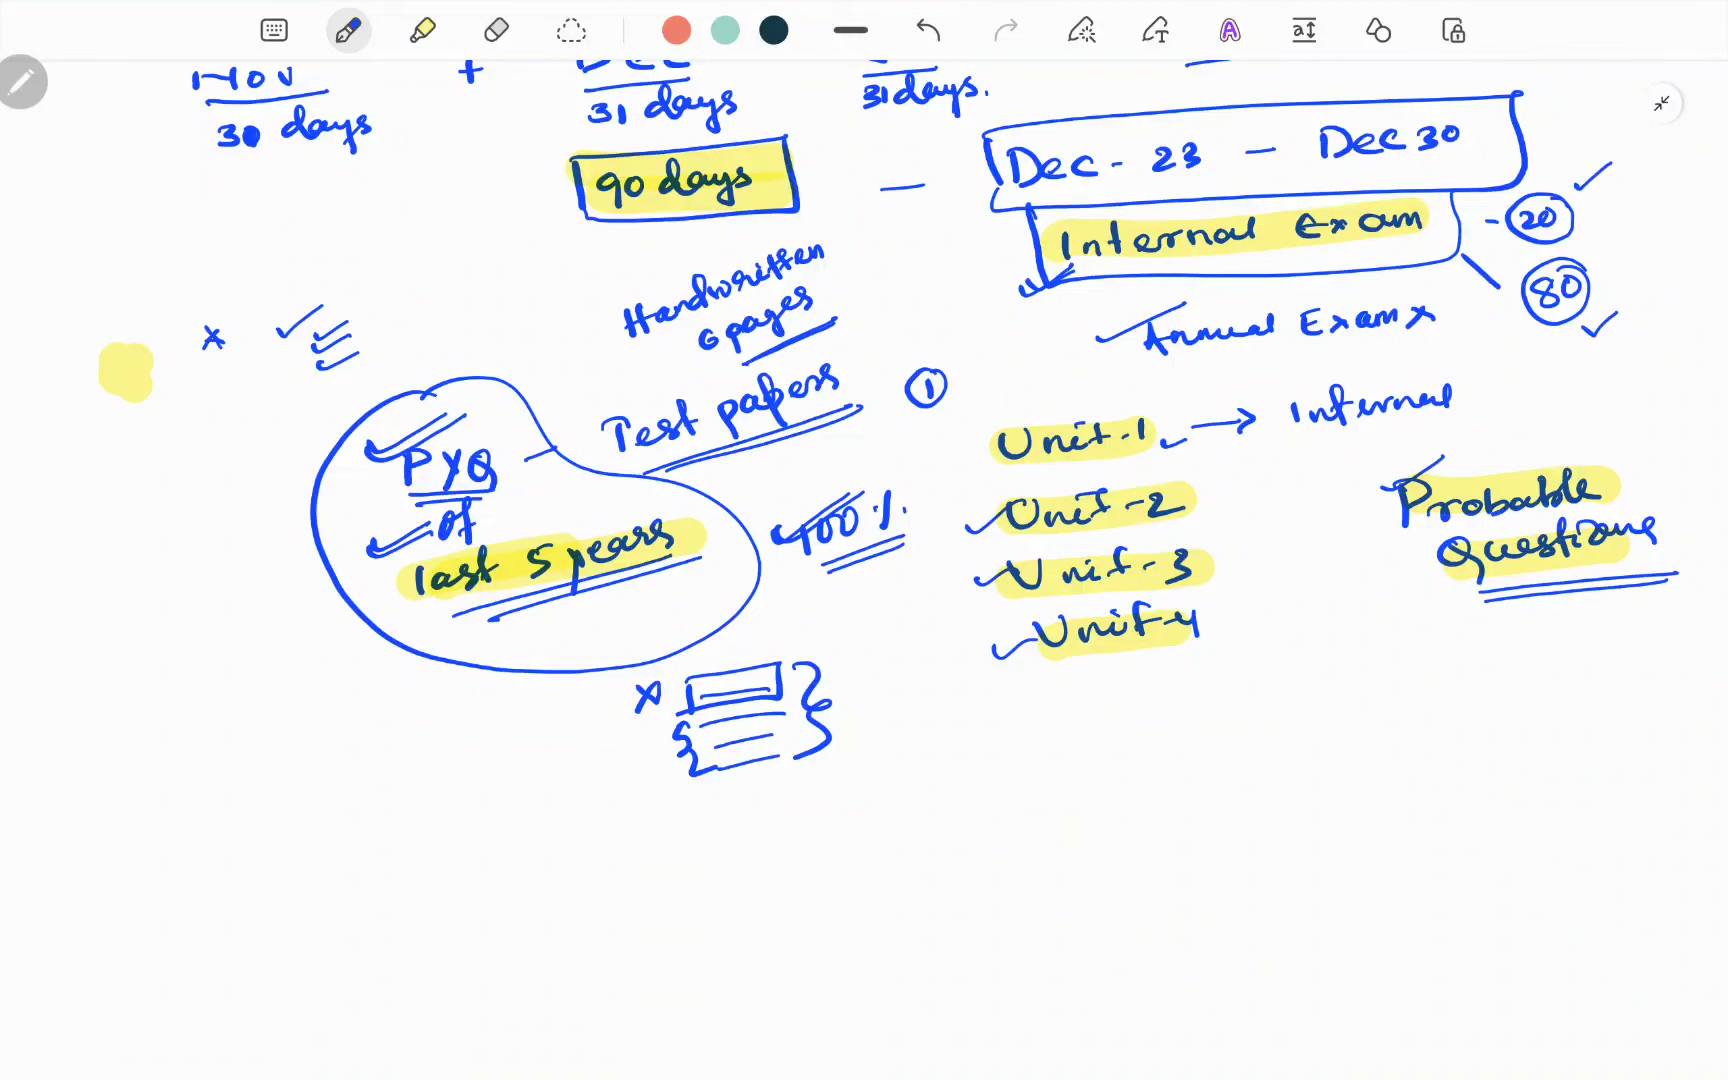 Nov + Dec
30 days 31 days 31 days.
90 days — Dec - 23 — Dec 30
Internal Exam - 20
80
Annual Exam x
Handwritten
6 pages
Test papers ①
PYQ
of
last 5 years
100 %.
Unit-1 → Internal
Unit-2
Unit-3
Unit-4
Probable
Questions